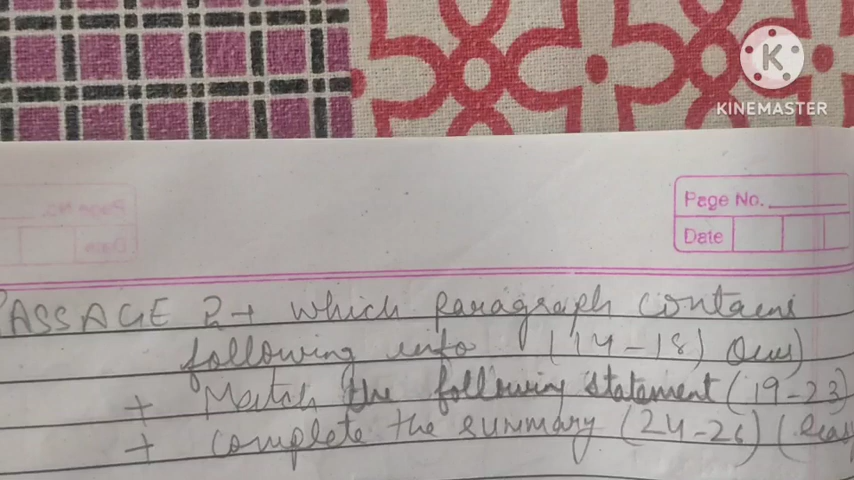 K
KINEMASTER
Page No.
Date
PASSAGE 2 → which paragraph contains
following info (14-18) Ques)
+ Match the following statement (19-23)
+ complete the summary (24-26)